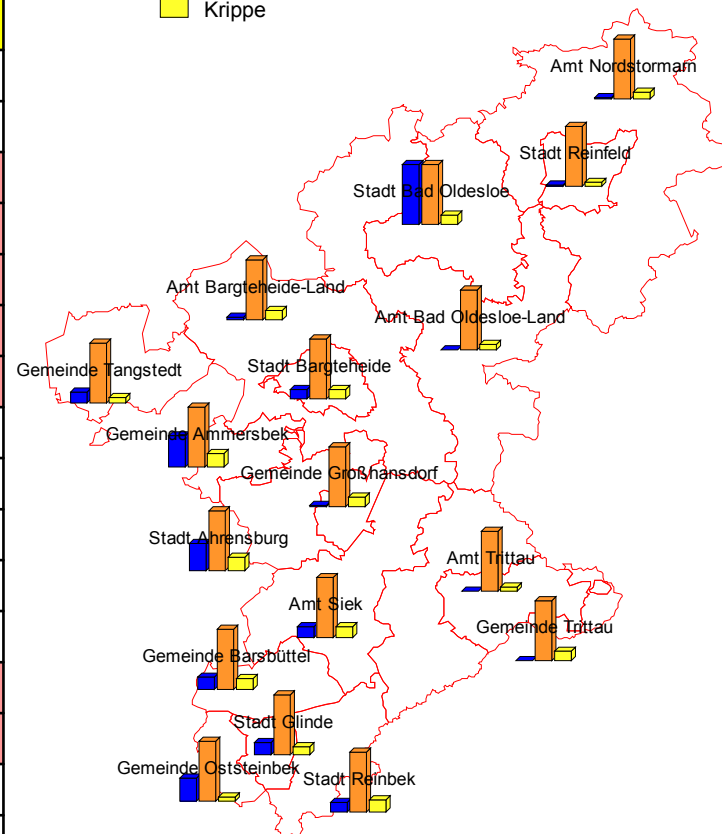 Krippe
Amt Nordstormarn
Stadt Reinfeld
Stadt Bad Oldesloe
Amt Bargteheide-Land
Amt Bad Oldesloe-Land
Stadt Bargteheide
Gemeinde Tangstedt
Gemeinde Ammersbek
Gemeinde Großhansdorf
Stadt Ahrensburg
Amt Trittau
Amt Siek
Gemeinde Trittau
Gemeinde Barsbüttel
Stadt Glinde
Gemeinde Oststeinbek
Stadt Reinbek